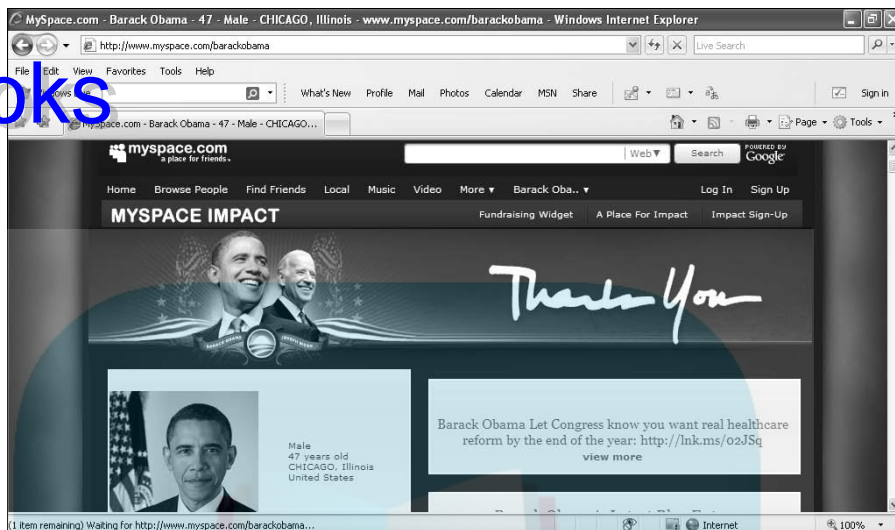 MySpace.com - Barack Obama - 47 - Male - CHICAGO, Illinois - www.myspace.com/barackobama - Windows Internet Explorer
http://www.myspace.com/barackobama
Live Search
File Edit View Favorites Tools Help
oks
What's New Profile Mail Photos Calendar MSN Share
Sign in
MySpace.com - Barack Obama - 47 - Male - CHICAGO...
Page Tools
myspace.com
a place for friends.
Web Search POWERED BY Google
Home Browse People Find Friends Local Music Video More Barack Oba.. Log In Sign Up
MYSPACE IMPACT
Fundraising Widget A Place For Impact Impact Sign-Up
Thank You
BARACK OBAMA
Male
47 years old
CHICAGO, Illinois
United States
Barack Obama Let Congress know you want real healthcare
reform by the end of the year: http://lnk.ms/02JSq
view more
(1 item remaining) Waiting for http://www.myspace.com/barackobama...
Internet
100%